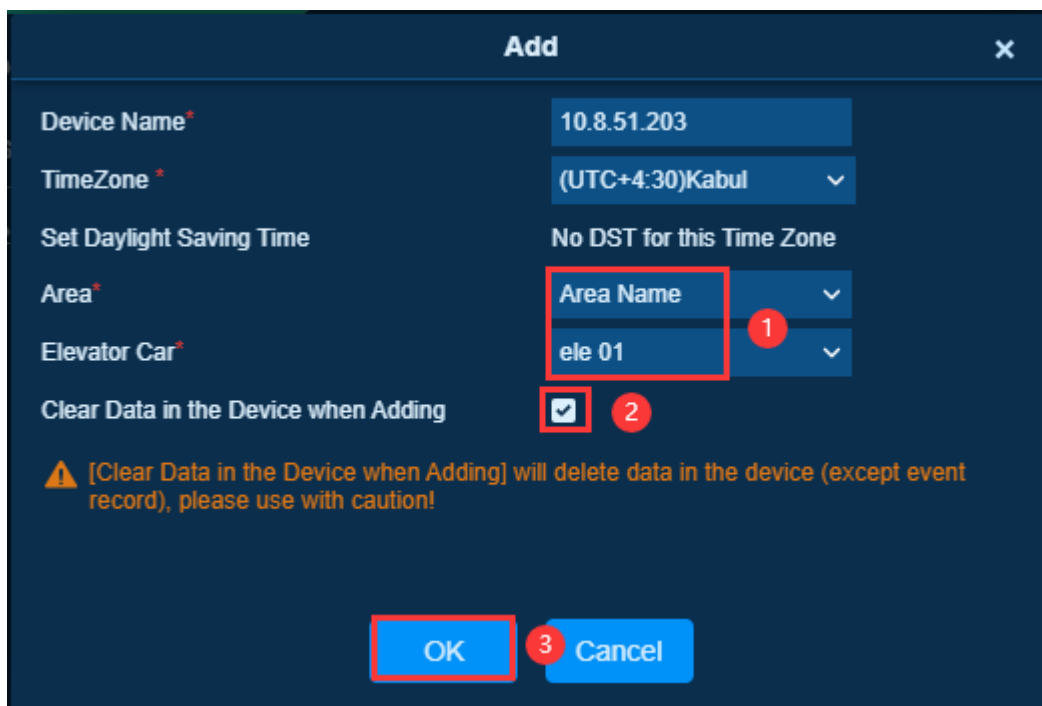 Add
Device Name* 10.8.51.203
TimeZone * (UTC+4:30)Kabul
Set Daylight Saving Time No DST for this Time Zone
Area* Area Name
1
Elevator Car* ele 01
Clear Data in the Device when Adding 2
[Clear Data in the Device when Adding] will delete data in the device (except event
record), please use with caution!
OK 3 Cancel